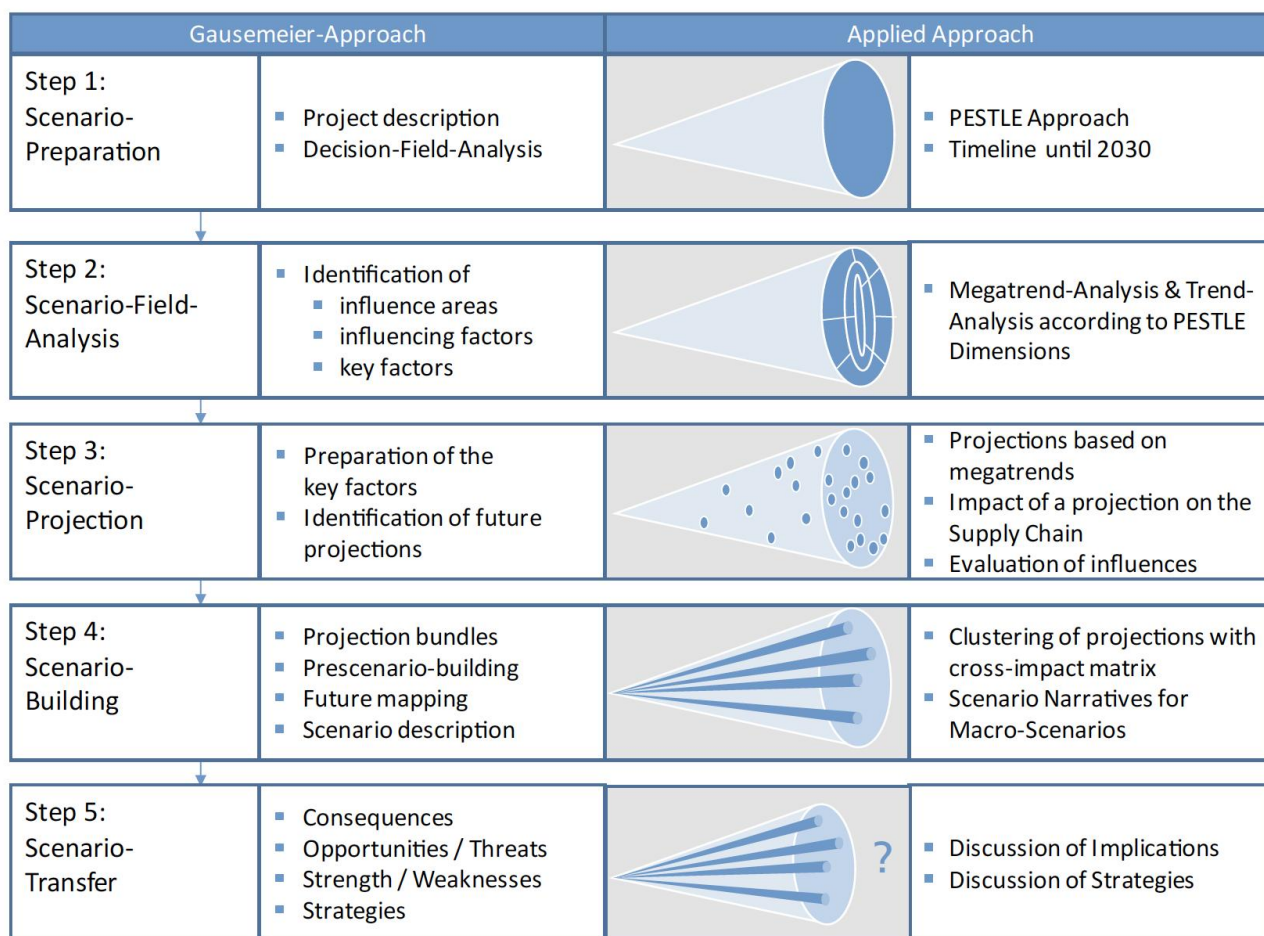 Gausemeier-Approach
Applied Approach
Step 1:
Scenario-
Preparation
Project description
Decision-Field-Analysis
PESTLE Approach
Timeline until 2030
Step 2:
Scenario-Field-
Analysis
Identification of
influence areas
influencing factors
key factors
Megatrend-Analysis & Trend-
Analysis according to PESTLE
Dimensions
Step 3:
Scenario-
Projection
Preparation of the
key factors
Identification of future
projections
Projections based on
megatrends
Impact of a projection on the
Supply Chain
Evaluation of influences
Step 4:
Scenario-
Building
Projection bundles
Prescenario-building
Future mapping
Scenario description
Clustering of projections with
cross-impact matrix
Scenario Narratives for
Macro-Scenarios
Step 5:
Scenario-
Transfer
Consequences
Opportunities / Threats
Strength / Weaknesses
Strategies
?
Discussion of Implications
Discussion of Strategies